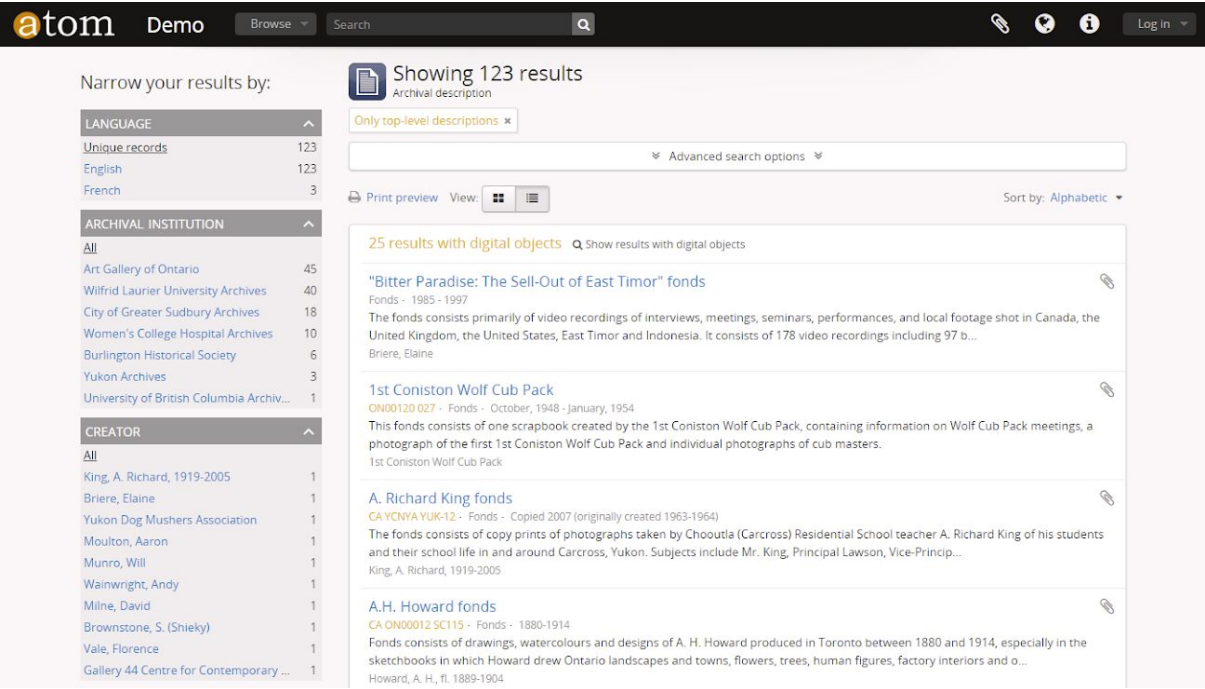 atom Demo Browse Search Log in
Narrow your results by:
LANGUAGE
Unique records 123
English 123
French 3
ARCHIVAL INSTITUTION
All
Art Gallery of Ontario 45
Wilfrid Laurier University Archives 40
City of Greater Sudbury Archives 18
Women's College Hospital Archives 10
Burlington Historical Society 6
Yukon Archives 3
University of British Columbia Archiv... 1
CREATOR
All
King, A. Richard, 1919-2005 1
Briere, Elaine 1
Yukon Dog Mushers Association 1
Moulton, Aaron 1
Munro, Will 1
Wainwright, Andy 1
Milne, David 1
Brownstone, S. (Shieky) 1
Vale, Florence 1
Gallery 44 Centre for Contemporary ... 1
Showing 123 results
Archival description
Only top-level descriptions ×
Advanced search options
Print preview View: Sort by: Alphabetic
25 results with digital objects Show results with digital objects
"Bitter Paradise: The Sell-Out of East Timor" fonds
Fonds - 1985 - 1997
The fonds consists primarily of video recordings of interviews, meetings, seminars, performances, and local footage shot in Canada, the
United Kingdom, the United States, East Timor and Indonesia. It consists of 178 video recordings including 97 b...
Briere, Elaine
1st Coniston Wolf Cub Pack
ON00120 027 - Fonds - October, 1948 - January, 1954
This fonds consists of one scrapbook created by the 1st Coniston Wolf Cub Pack, containing information on Wolf Cub Pack meetings, a
photograph of the first 1st Coniston Wolf Cub Pack and individual photographs of cub masters.
1st Coniston Wolf Cub Pack
A. Richard King fonds
CA YCNYA YUK-12 - Fonds - Copied 2007 (originally created 1963-1964)
The fonds consists of copy prints of photographs taken by Chooutla (Carcross) Residential School teacher A. Richard King of his students
and their school life in and around Carcross, Yukon. Subjects include Mr. King, Principal Lawson, Vice-Princip...
King, A. Richard, 1919-2005
A.H. Howard fonds
CA ON00012 SC115 - Fonds - 1880-1914
Fonds consists of drawings, watercolours and designs of A. H. Howard produced in Toronto between 1880 and 1914, especially in the
sketchbooks in which Howard drew Ontario landscapes and towns, flowers, trees, human figures, factory interiors and o...
Howard, A. H., fl. 1889-1904